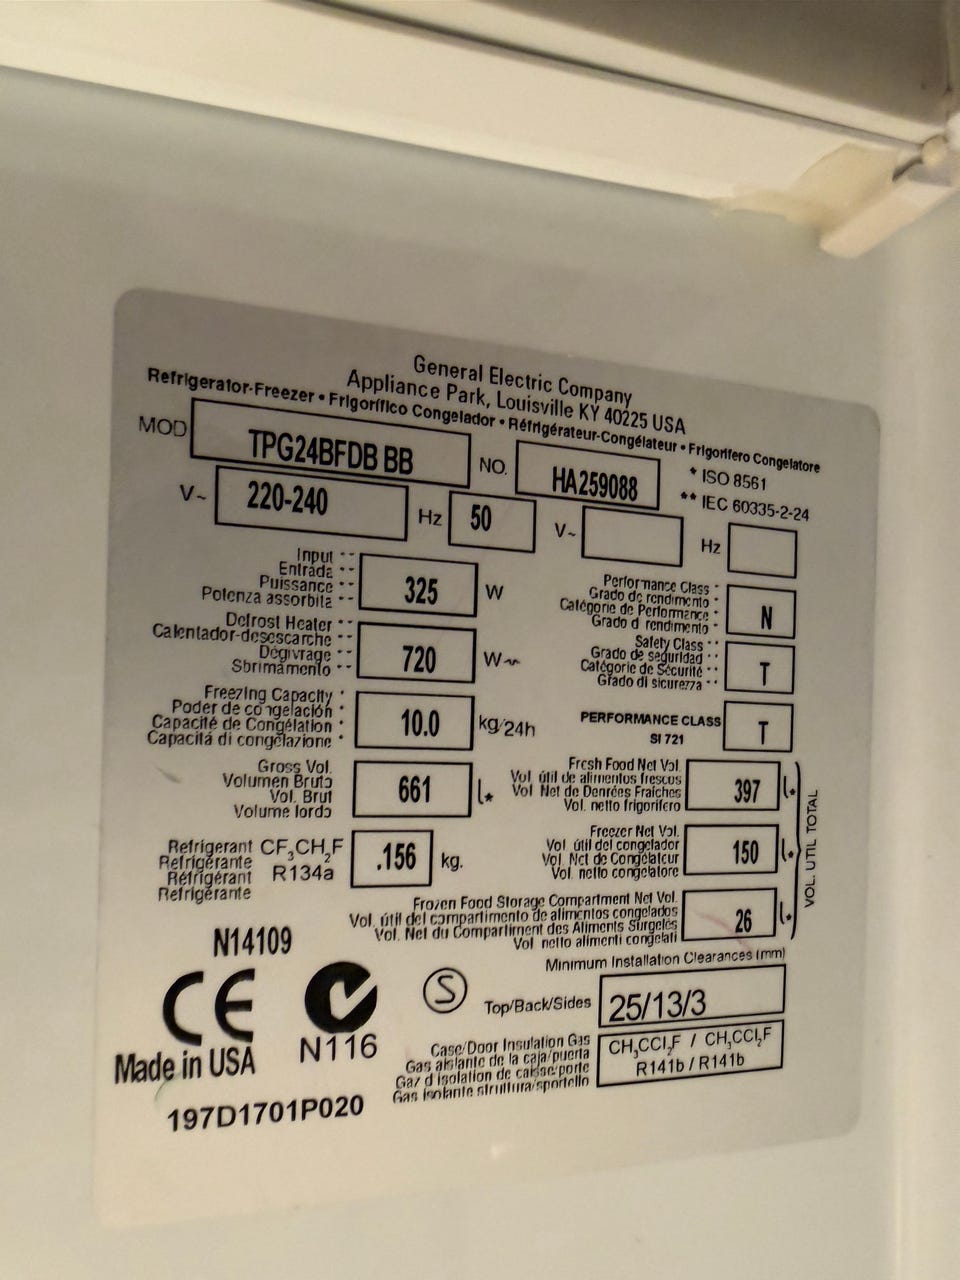 General Electric Company
Appliance Park, Louisville KY 40225 USA
Refrigerator-Freezer • Frigorífico Congelador • Réfrigérateur-Congélateur • Frigorifero Congelatore
MOD TPG24BFDB BB NO. HA259088 * ISO 8561
** IEC 60335-2-24
V~ 220-240 Hz 50 V~ Hz
Input **
Entrada **
Puissance **
Potenza assorbita **
325 W
Performance Class *
Grado de rendimiento *
Catégorie de Performance *
Grado di rendimento *
N
Defrost Heater **
Calentador-desescarche **
Dégivrage **
Sbrinamento **
720 W
Safety Class **
Grado de seguridad **
Catégorie de Sécurité **
Grado di sicurezza **
T
Freezing Capacity *
Poder de congelación *
Capacité de Congélation *
Capacitá di congelazione *
10.0 kg/24h
PERFORMANCE CLASS
SI 721
T
Gross Vol.
Volumen Bruto
Vol. Brut
Volume lordo
661 l*
Fresh Food Net Vol.
Vol útil de alimentos frescos
Vol Net de Denrées Fraîches
Vol. netto frigorifero
397 l*
Refrigerant CF3CH2F
Refrigerante R134a
Réfrigérant
Refrigerante
.156 kg.
Freezer Net Vol.
Vol. útil del congelador
Vol. Net de Congélateur
Vol. netto congelatore
150 l*
Frozen Food Storage Compartment Net Vol.
Vol. útil del compartimento de alimentos congelados
Vol. Net du Compartiment des Aliments Surgelés
Vol netto alimenti congelati
26 l*
VOL. UTIL TOTAL
N14109
CE
N116
S
Minimum Installation Clearances (mm)
Top/Back/Sides 25/13/3
Made in USA
Case/Door Insulation Gas
Gas aislante de la caja/puerta
Gaz d isolation de caisse/porte
Gas isolante struttura/sportello
CH3CCl2F / CH3CCl2F
R141b / R141b
197D1701P020